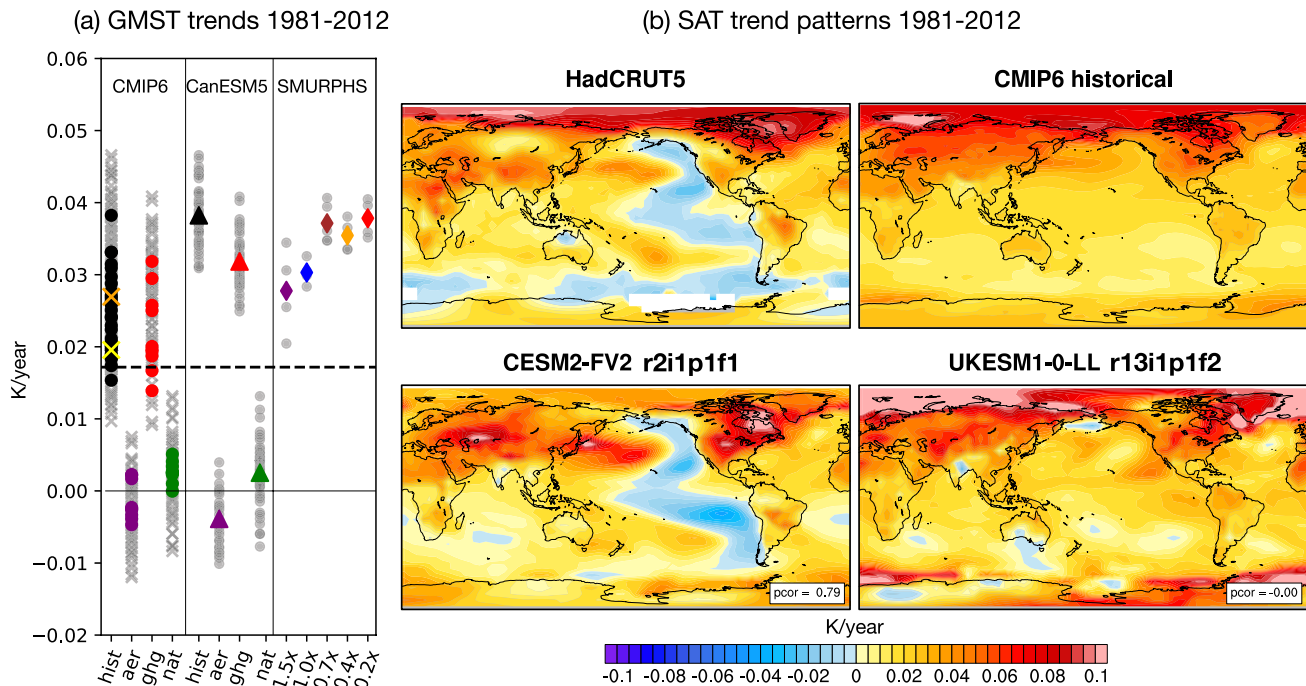 (a) GMST trends 1981-2012
(b) SAT trend patterns 1981-2012
K/year
0.06
0.05
0.04
0.03
0.02
0.01
0.00
−0.01
−0.02
CMIP6
CanESM5
SMURPHS
hist
aer
ghg
nat
hist
aer
ghg
nat
1.5x
1.0x
0.7x
0.4x
0.2x
HadCRUT5
CMIP6 historical
CESM2-FV2 r2i1p1f1
UKESM1-0-LL r13i1p1f2
pcor = 0.79
pcor = -0.00
K/year
-0.1 -0.08 -0.06 -0.04 -0.02 0 0.02 0.04 0.06 0.08 0.1